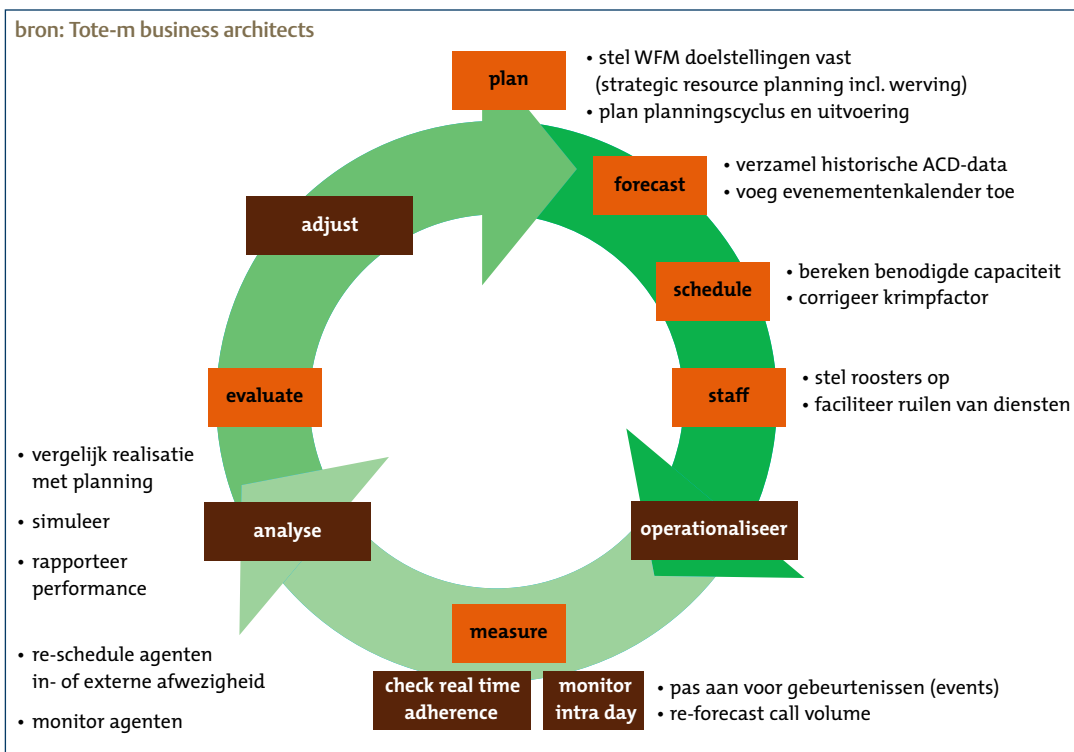 bron: Tote-m business architects
plan
• stel WFM doelstellingen vast
(strategic resource planning incl. werving)
• plan planningscyclus en uitvoering
forecast
• verzamel historische ACD-data
• voeg evenementenkalender toe
adjust
schedule
• bereken benodigde capaciteit
• corrigeer krimpfactor
evaluate
staff
• stel roosters op
• faciliteer ruilen van diensten
• vergelijk realisatie
met planning
• simuleer
• rapporteer
performance
analyse
operationaliseer
measure
check real time
adherence
monitor
intra day
• pas aan voor gebeurtenissen (events)
• re-forecast call volume
• re-schedule agenten
in- of externe afwezigheid
• monitor agenten